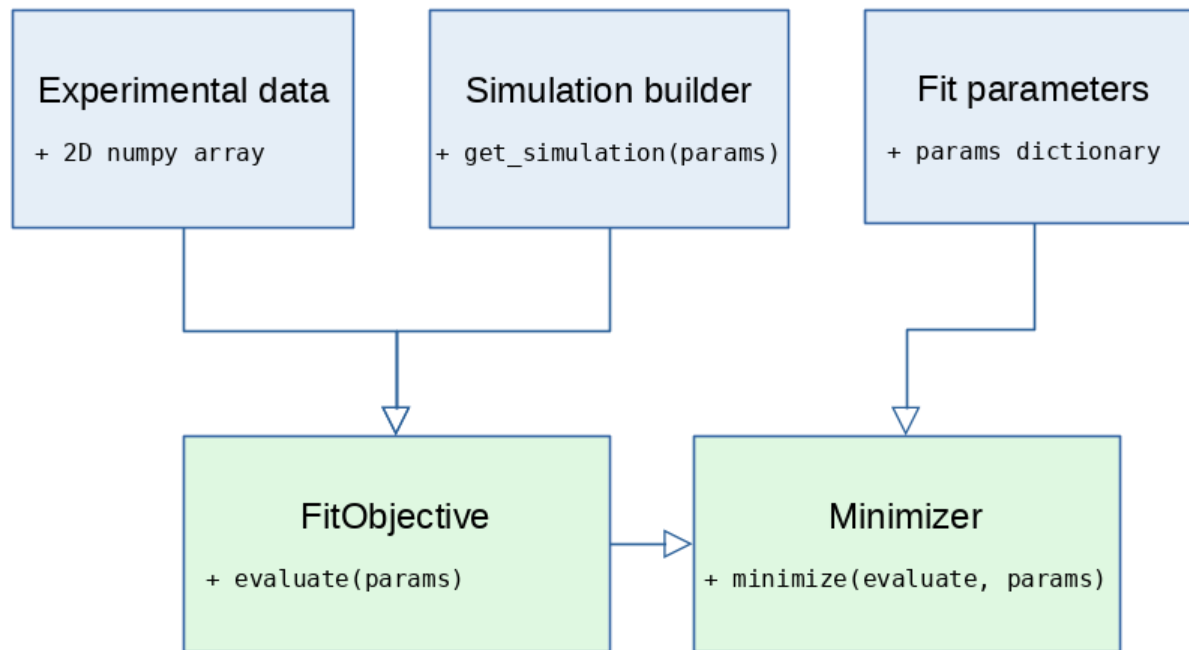 Experimental data
+ 2D numpy array
Simulation builder
+ get_simulation(params)
Fit parameters
+ params dictionary
FitObjective
+ evaluate(params)
Minimizer
+ minimize(evaluate, params)